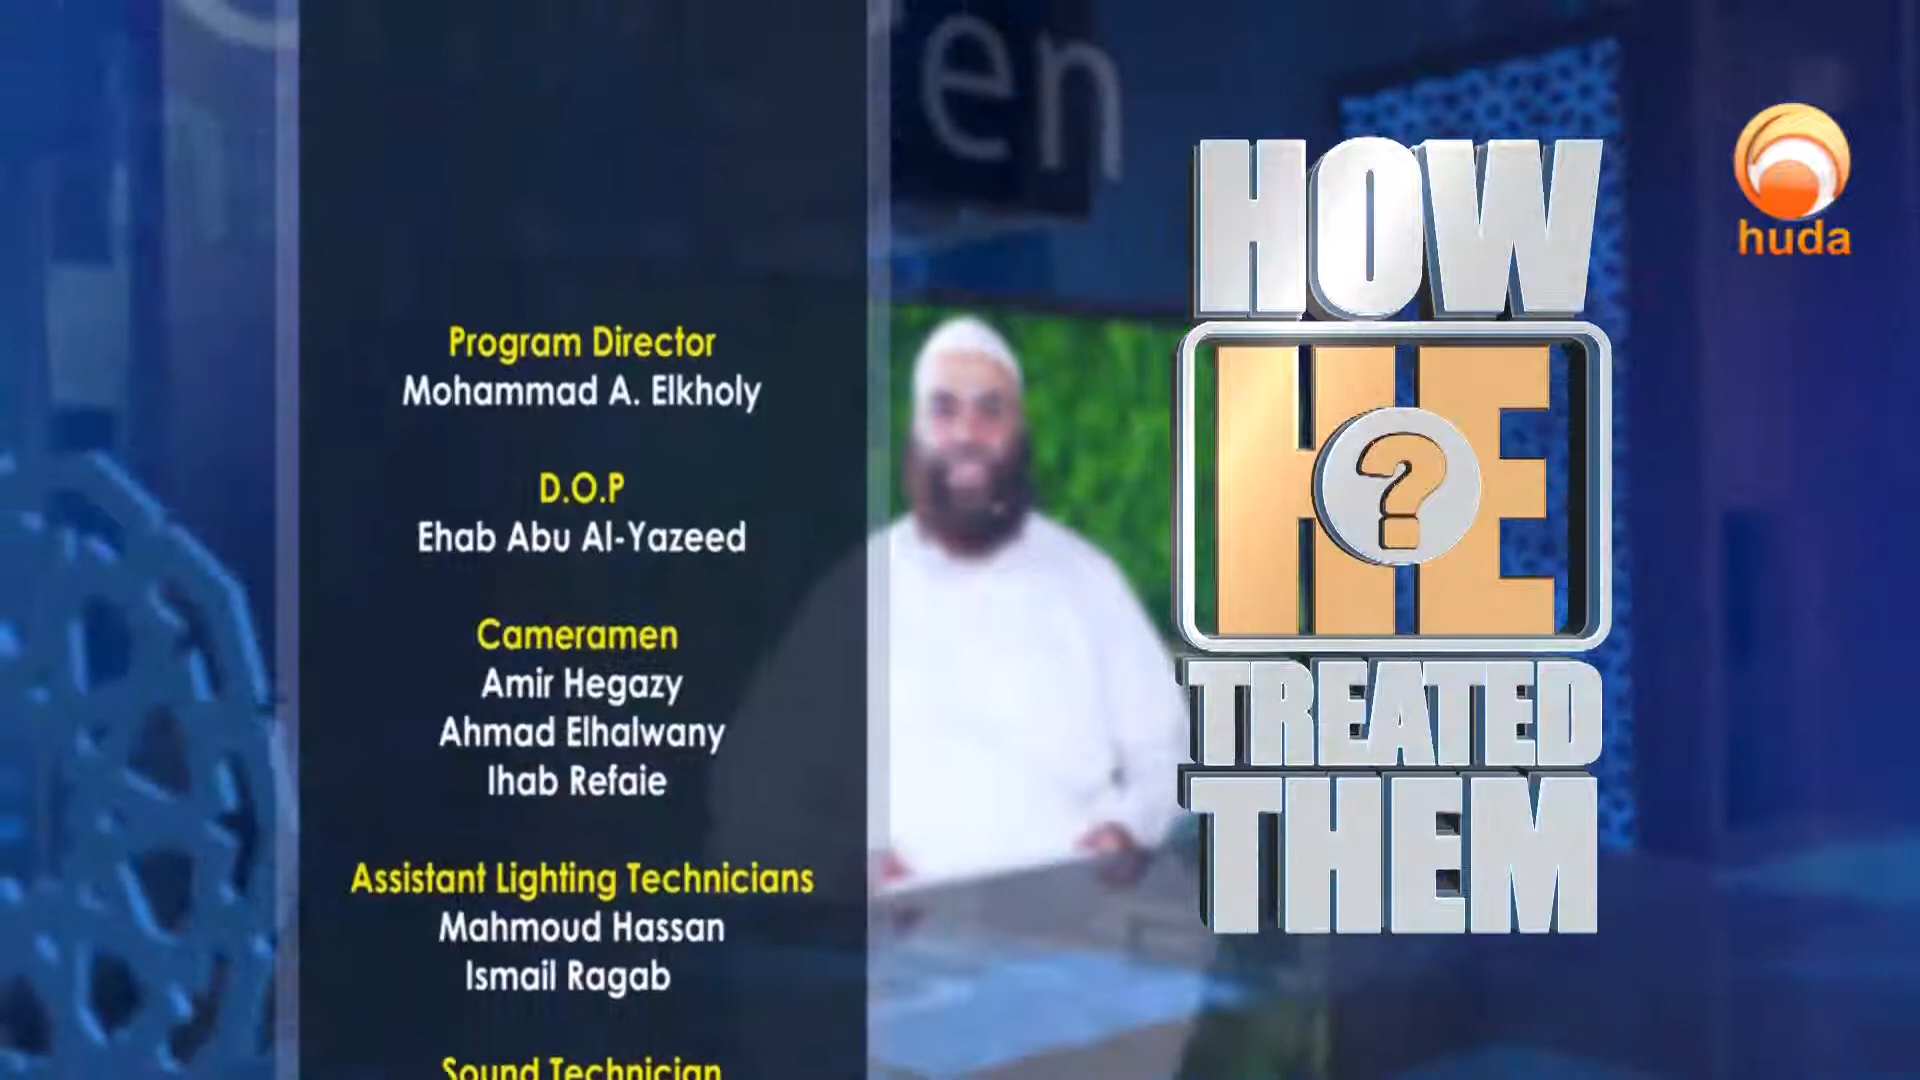 Program Director
Mohammad A. Elkholy
D.O.P
Ehab Abu Al-Yazeed
Cameramen
Amir Hegazy
Ahmad Elhalwany
Ihab Refaie
Assistant Lighting Technicians
Mahmoud Hassan
Ismail Ragab
Sound Technician
en
HOW
HE
?
TREATED
THEM
huda